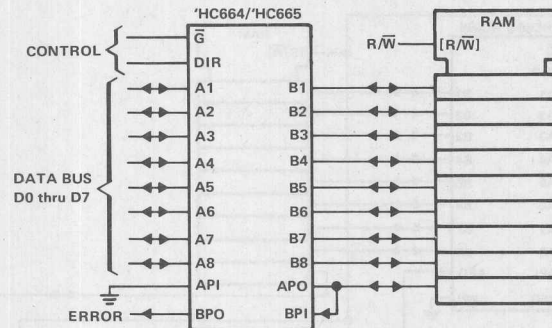 'HC664/'HC665
CONTROL
G̅
DIR
DATA BUS
D0 thru D7
A1
A2
A3
A4
A5
A6
A7
A8
API
BPO
ERROR
B1
B2
B3
B4
B5
B6
B7
B8
APO
BPI
RAM
R/W̅
[R/W̅]